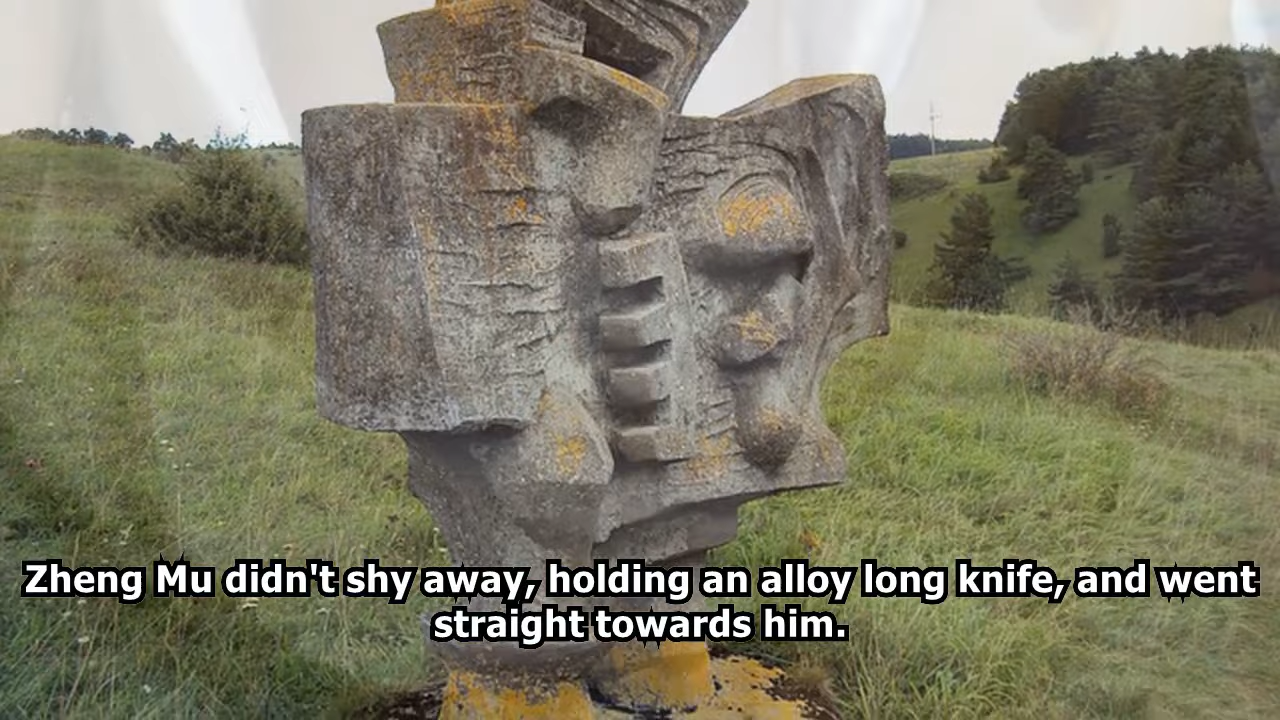 Zheng Mu didn't shy away, holding an alloy long knife, and went
straight towards him.